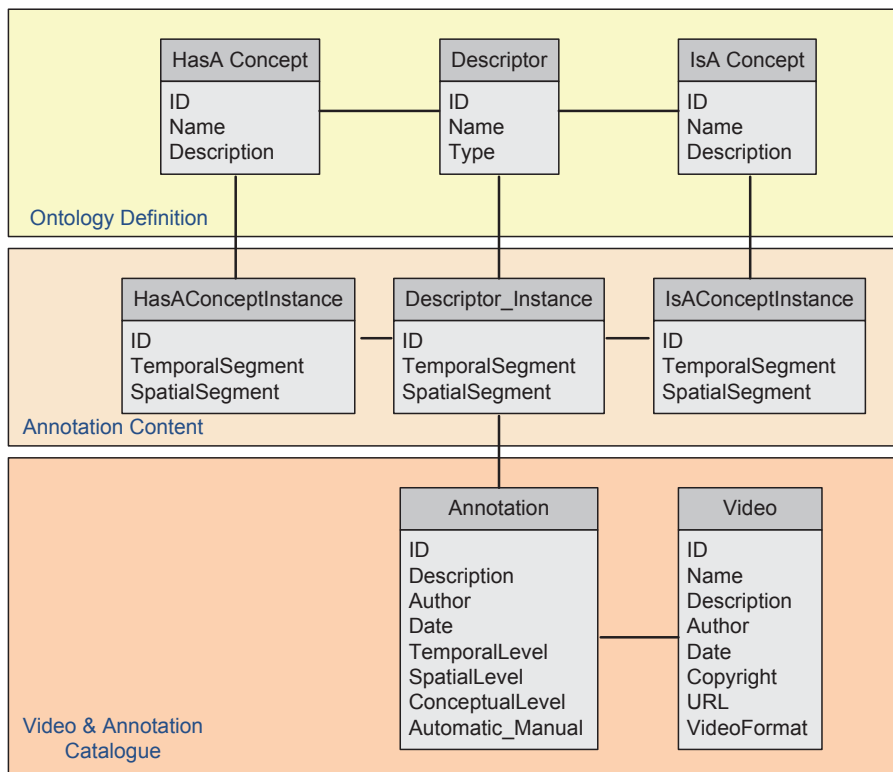 HasA Concept
ID
Name
Description
Descriptor
ID
Name
Type
IsA Concept
ID
Name
Description
Ontology Definition
HasAConceptInstance
ID
TemporalSegment
SpatialSegment
Descriptor_Instance
ID
TemporalSegment
SpatialSegment
IsAConceptInstance
ID
TemporalSegment
SpatialSegment
Annotation Content
Annotation
ID
Description
Author
Date
TemporalLevel
SpatialLevel
ConceptualLevel
Automatic_Manual
Video
ID
Name
Description
Author
Date
Copyright
URL
VideoFormat
Video & Annotation
Catalogue